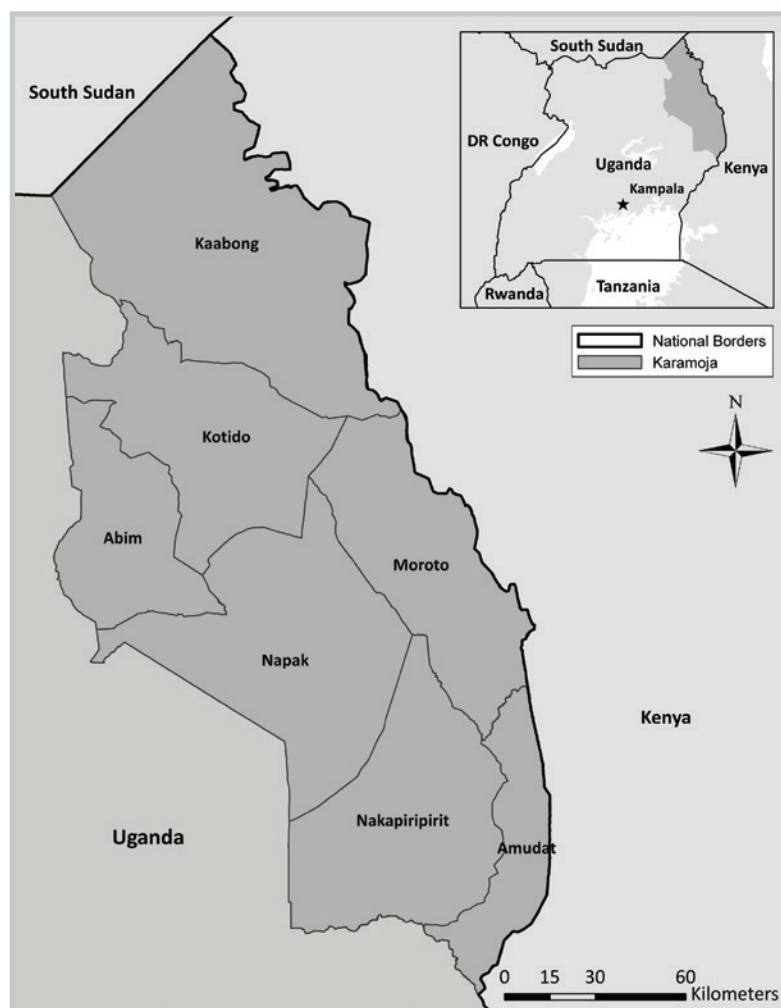 South Sudan
South Sudan
DR Congo
Uganda
Kenya
Kampala
Rwanda
Tanzania
National Borders
Karamoja
N
Kaabong
Kotido
Abim
Moroto
Napak
Kenya
Uganda
Nakapiripirit
Amudat
0 15 30 60
Kilometers